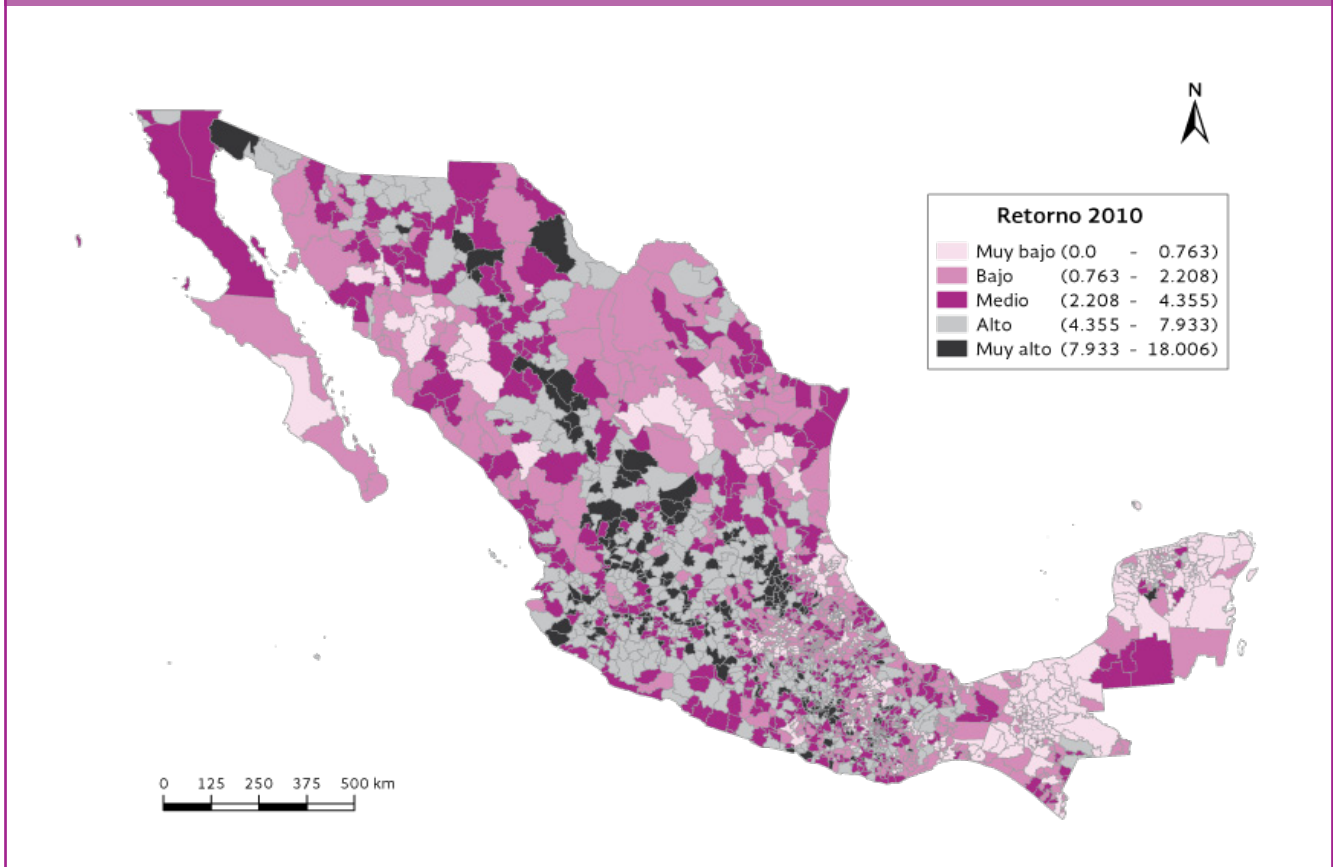 N
Retorno 2010
Muy bajo (0.0 - 0.763)
Bajo (0.763 - 2.208)
Medio (2.208 - 4.355)
Alto (4.355 - 7.933)
Muy alto (7.933 - 18.006)
0 125 250 375 500 km